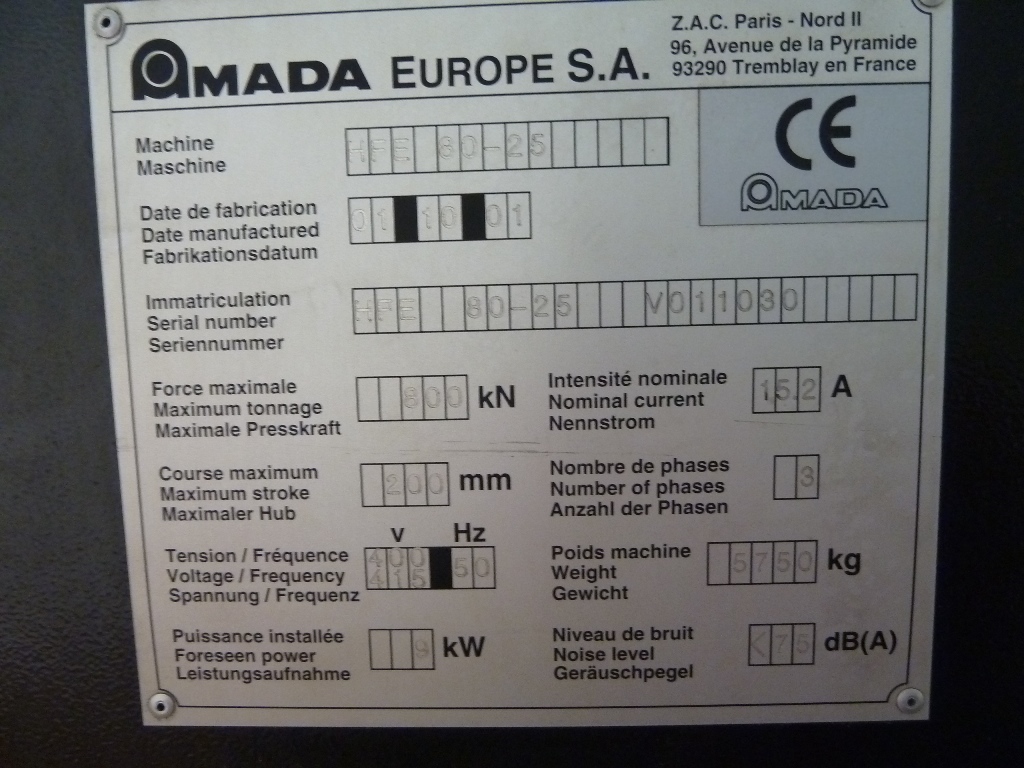 AMADA EUROPE S.A.
Z.A.C. Paris - Nord II
96, Avenue de la Pyramide
93290 Tremblay en France
CE
AMADA
Machine
Maschine
HFE 80-25
Date de fabrication
Date manufactured
Fabrikationsdatum
01 10 01
Immatriculation
Serial number
Seriennummer
HFE 80-25 V011030
Force maximale
Maximum tonnage
Maximale Presskraft
800 kN
Intensité nominale
Nominal current
Nennstrom
15.2 A
Course maximum
Maximum stroke
Maximaler Hub
200 mm
Nombre de phases
Number of phases
Anzahl der Phasen
3
Tension / Fréquence
Voltage / Frequency
Spannung / Frequenz
V Hz
400
415 50
Poids machine
Weight
Gewicht
5750 kg
Puissance installée
Foreseen power
Leistungsaufnahme
9 kW
Niveau de bruit
Noise level
Geräuschpegel
<75 dB(A)